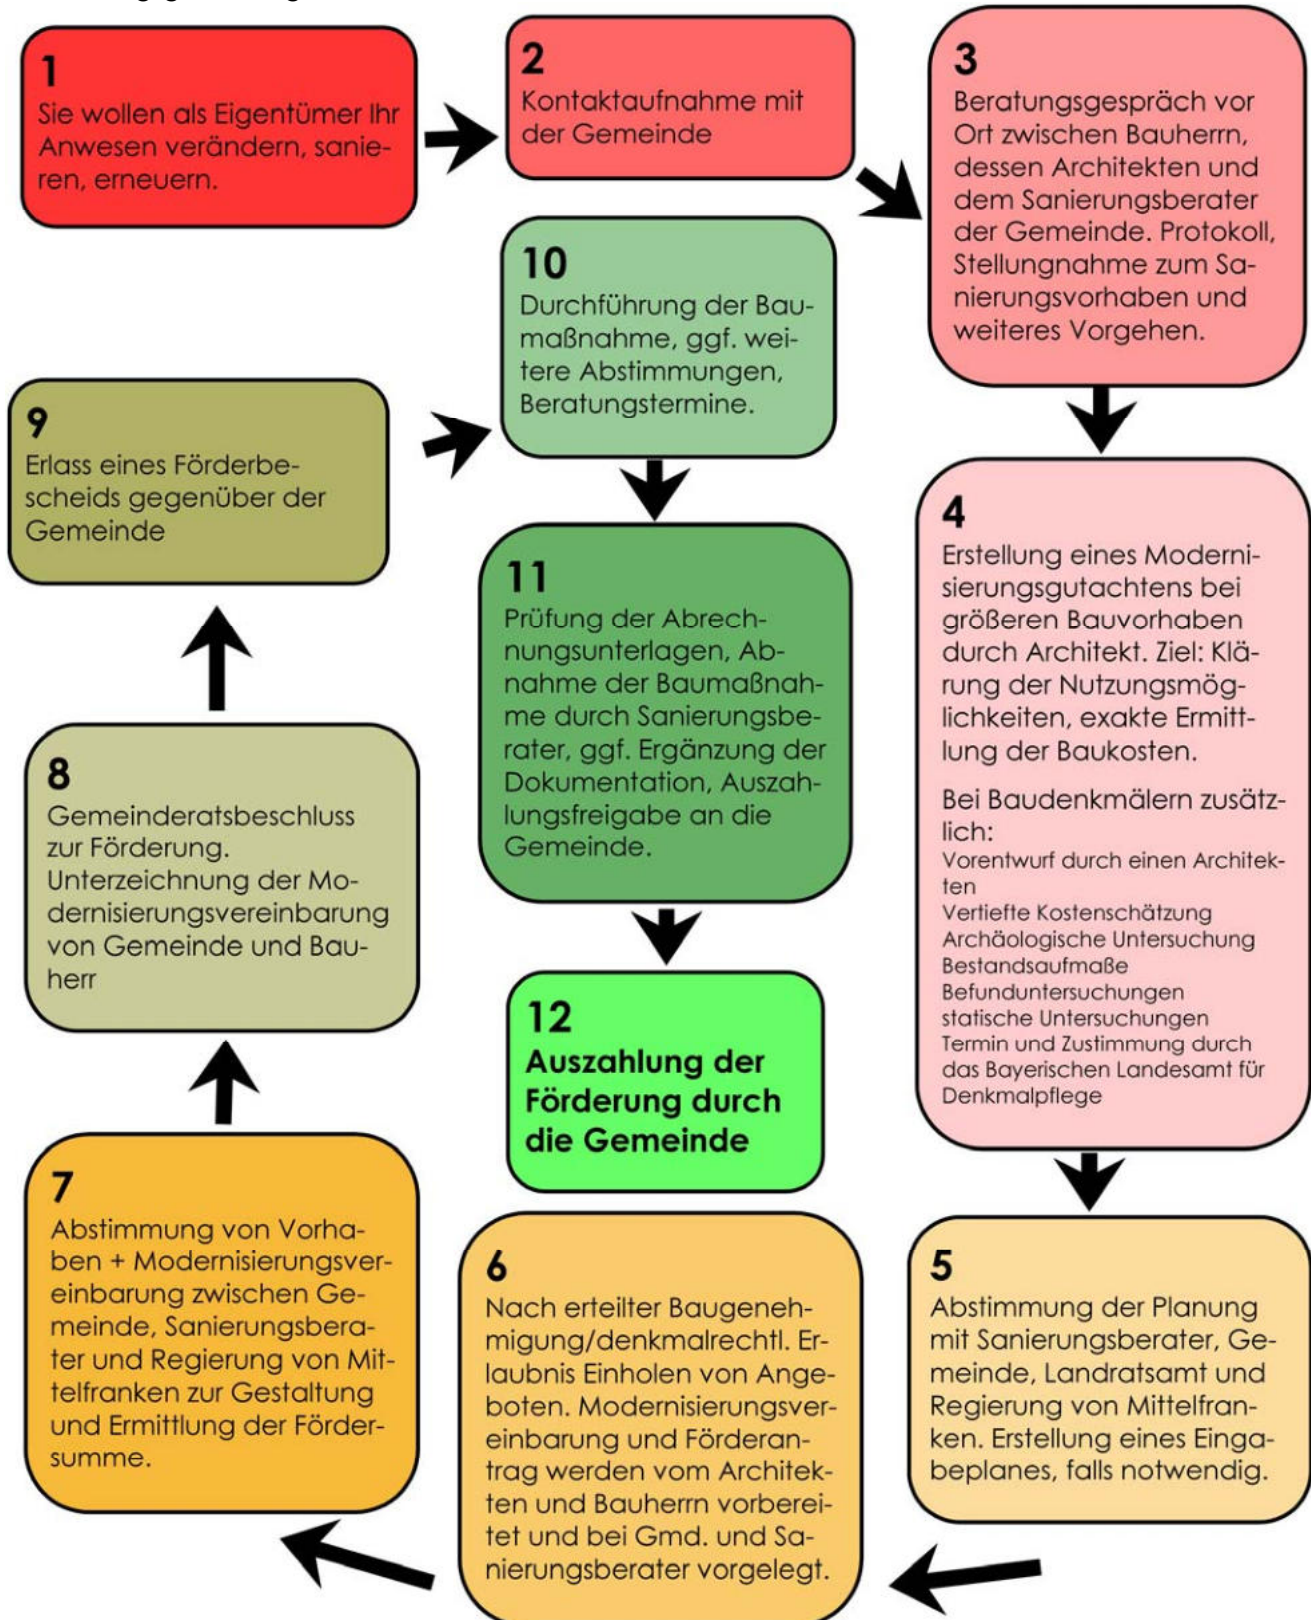 1
Sie wollen als Eigentümer Ihr
Anwesen verändern, sanie-
ren, erneuern.
2
Kontaktaufnahme mit
der Gemeinde
3
Beratungsgespräch vor
Ort zwischen Bauherrn,
dessen Architekten und
dem Sanierungsberater
der Gemeinde. Protokoll,
Stellungnahme zum Sa-
nierungsvorhaben und
weiteres Vorgehen.
4
Erstellung eines Moderni-
sierungsgutachtens bei
größeren Bauvorhaben
durch Architekt. Ziel: Klä-
rung der Nutzungsmög-
lichkeiten, exakte Ermitt-
lung der Baukosten.
Bei Baudenkmälern zusätz-
lich:
Vorentwurf durch einen Architek-
ten
Vertiefte Kostenschätzung
Archäologische Untersuchung
Bestandsaufmaße
Befunduntersuchungen
statische Untersuchungen
Termin und Zustimmung durch
das Bayerischen Landesamt für
Denkmalpflege
5
Abstimmung der Planung
mit Sanierungsberater, Ge-
meinde, Landratsamt und
Regierung von Mittelfran-
ken. Erstellung eines Einga-
beplanes, falls notwendig.
6
Nach erteilter Baugeneh-
migung/denkmalrechtl. Er-
laubnis Einholen von Ange-
boten. Modernisierungsver-
einbarung und Förderan-
trag werden vom Architek-
ten und Bauherrn vorberei-
tet und bei Gmd. und Sa-
nierungsberater vorgelegt.
7
Abstimmung von Vorha-
ben + Modernisierungsver-
einbarung zwischen Ge-
meinde, Sanierungsbera-
ter und Regierung von Mit-
telfranken zur Gestaltung
und Ermittlung der Förder-
summe.
8
Gemeinderatsbeschluss
zur Förderung.
Unterzeichnung der Mo-
dernisierungsvereinbarung
von Gemeinde und Bau-
herr
9
Erlass eines Förderbe-
scheids gegenüber der
Gemeinde
10
Durchführung der Bau-
maßnahme, ggf. wei-
tere Abstimmungen,
Beratungstermine.
11
Prüfung der Abrech-
nungsunterlagen, Ab-
nahme der Baumaßnah-
me durch Sanierungsbe-
rater, ggf. Ergänzung der
Dokumentation, Auszah-
lungsfreigabe an die
Gemeinde.
12
Auszahlung der
Förderung durch
die Gemeinde